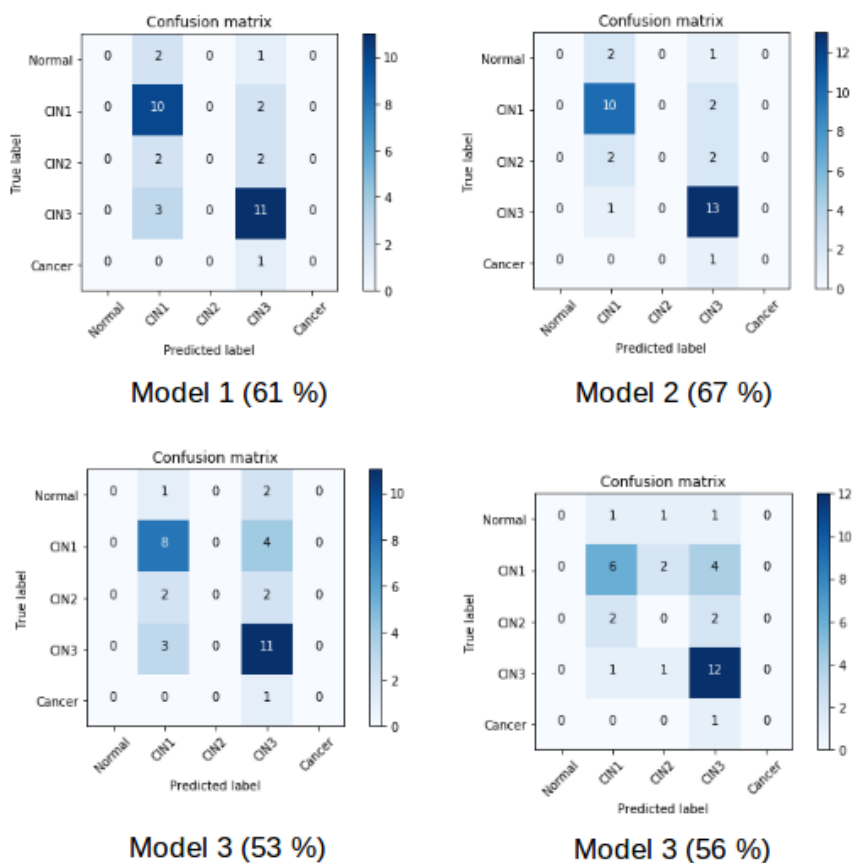 Confusion matrix
Normal 0 2 0 1 0
CIN1 0 10 0 2 0
CIN2 0 2 0 2 0
CIN3 0 3 0 11 0
Cancer 0 0 0 1 0
True label
Normal CIN1 CIN2 CIN3 Cancer
Predicted label
10
8
6
4
2
0
Model 1 (61 %)
Confusion matrix
Normal 0 2 0 1 0
CIN1 0 10 0 2 0
CIN2 0 2 0 2 0
CIN3 0 1 0 13 0
Cancer 0 0 0 1 0
True label
Normal CIN1 CIN2 CIN3 Cancer
Predicted label
12
10
8
6
4
2
0
Model 2 (67 %)
Confusion matrix
Normal 0 1 0 2 0
CIN1 0 8 0 4 0
CIN2 0 2 0 2 0
CIN3 0 3 0 11 0
Cancer 0 0 0 1 0
True label
Normal CIN1 CIN2 CIN3 Cancer
Predicted label
10
8
6
4
2
0
Model 3 (53 %)
Confusion matrix
Normal 0 1 1 1 0
CIN1 0 6 2 4 0
CIN2 0 2 0 2 0
CIN3 0 1 1 12 0
Cancer 0 0 0 1 0
True label
Normal CIN1 CIN2 CIN3 Cancer
Predicted label
12
10
8
6
4
2
0
Model 3 (56 %)